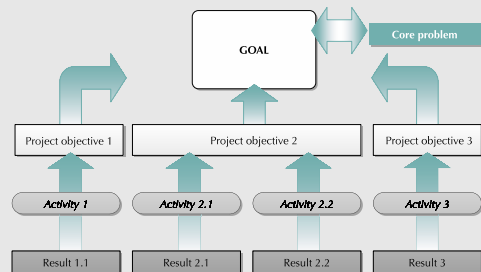 GOAL
Core problem
Project objective 1
Project objective 2
Project objective 3
Activity 1
Activity 2.1
Activity 2.2
Activity 3
Result 1.1
Result 2.1
Result 2.2
Result 3